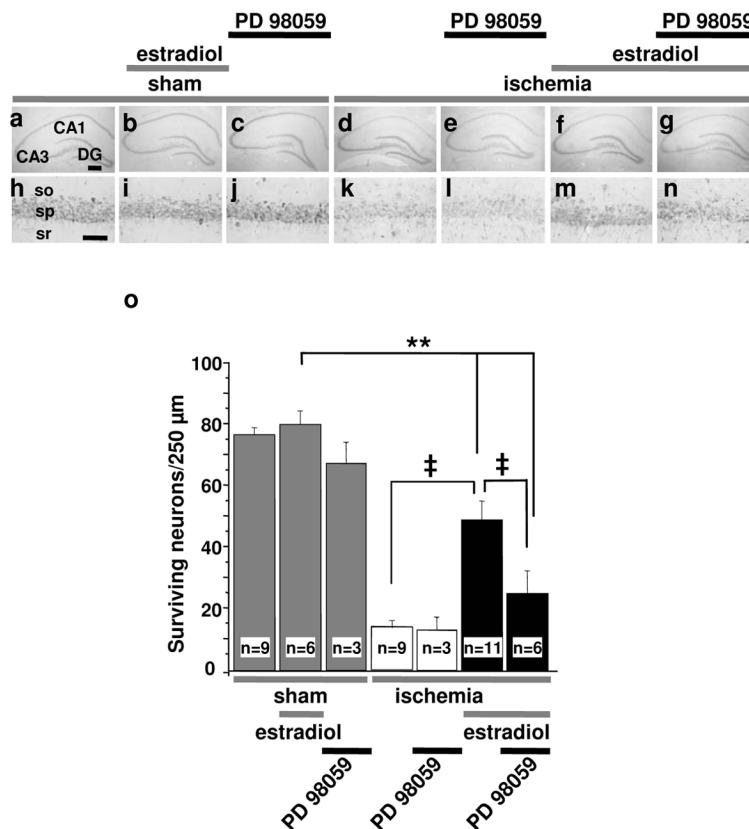 PD 98059 PD 98059 PD 98059
estradiol estradiol
sham ischemia
a b c d e f g
CA1
CA3 DG
h i j k l m n
so
sp
sr
o
**
100
80
60
40
20
0
Surviving neurons/250 µm
‡ ‡
n=9 n=6 n=3 n=9 n=3 n=11 n=6
sham ischemia
estradiol estradiol
PD 98059 PD 98059 PD 98059